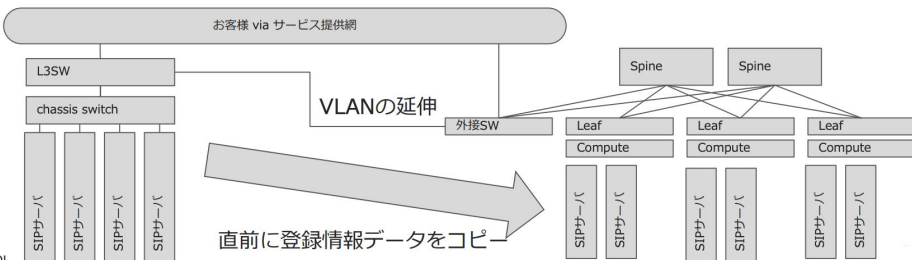 お客様 via サービス提供網
L3SW
chassis switch
SIPサーバ
SIPサーバ
SIPサーバ
SIPサーバ
VLANの延伸
直前に登録情報データをコピー
外接SW
Spine
Spine
Leaf
Leaf
Leaf
Compute
Compute
Compute
SIPサーバ
SIPサーバ
SIPサーバ
SIPサーバ
SIPサーバ
SIPサーバ